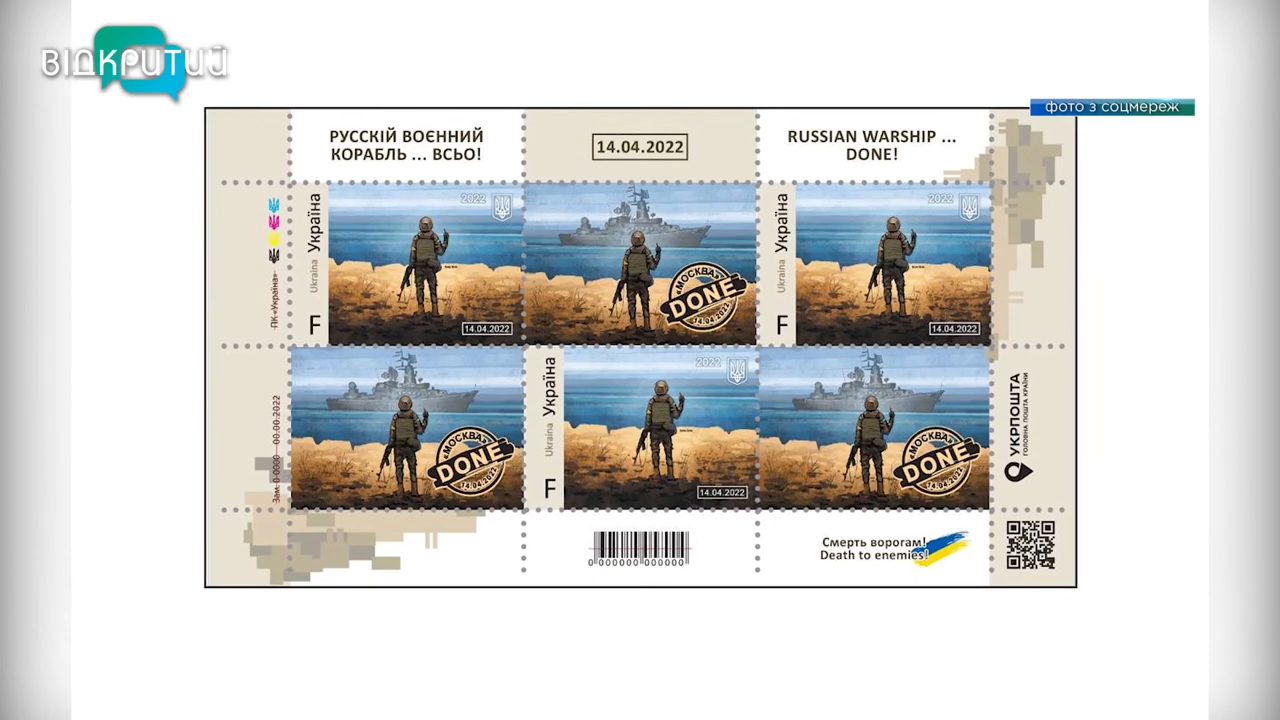 ВІДКРИТИЙ
фото з соцмереж
РУССКІЙ ВОЄННИЙ
КОРАБЛЬ ... ВСЬО!
14.04.2022
RUSSIAN WARSHIP ...
DONE!
ПК «Україна»
Ukraina Україна
F
2022
14.04.2022
МОСКВА
DONE
14.04.2022
Ukraina Україна
F
2022
14.04.2022
Зам. 0-0000 00.00.2022
МОСКВА
DONE
14.04.2022
Ukraina Україна
F
2022
14.04.2022
МОСКВА
DONE
14.04.2022
УКРПОШТА
ГОЛОВНА ПОШТА КРАЇНИ
0 000000 000000
Смерть ворогам!
Death to enemies!